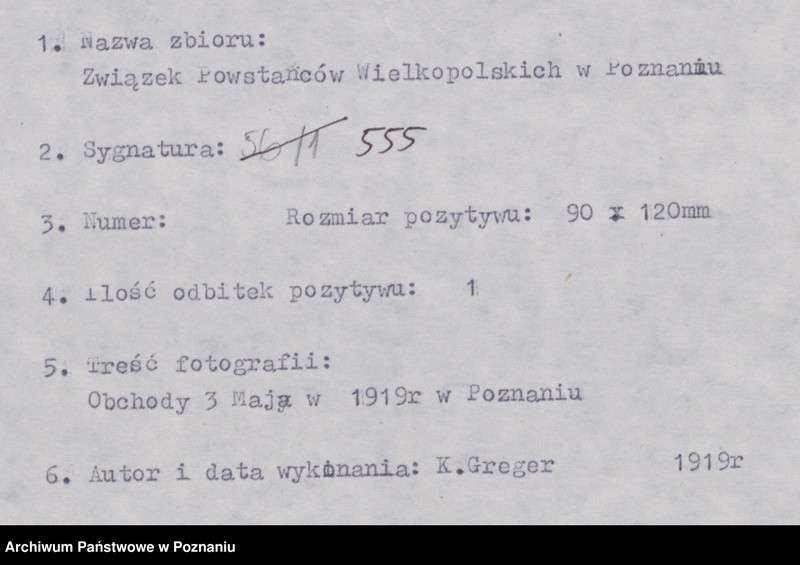 1. Nazwa zbioru:
Związek Powstańców Wielkopolskich w Poznaniu
2. Sygnatura: 56/1 555
3. Numer: Rozmiar pozytywu: 90 x 120mm
4. Ilość odbitek pozytywu: 1
5. Treść fotografii:
Obchody 3 Maja w 1919r w Poznaniu
6. Autor i data wykonania: K.Greger 1919r
Archiwum Państwowe w Poznaniu